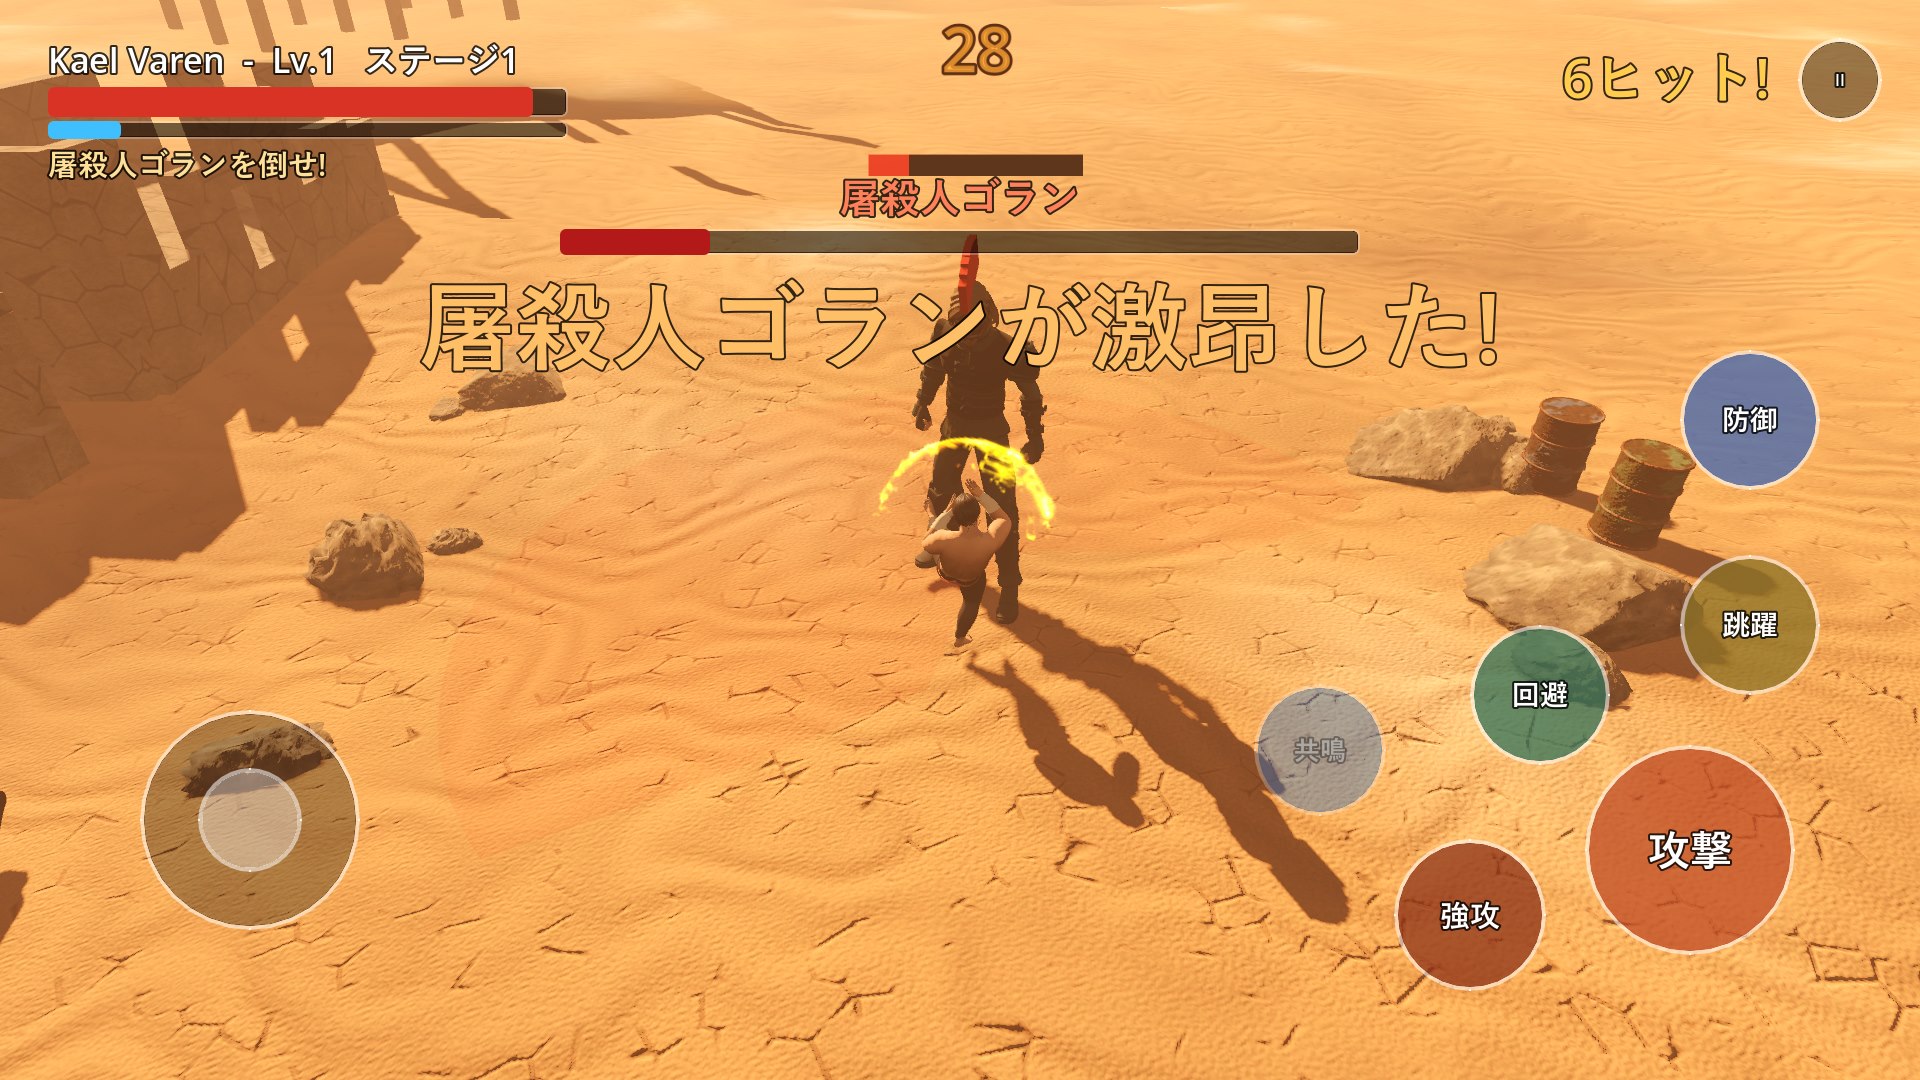 Kael Varen - Lv.1 ステージ1
28
6ヒット!
屠殺人ゴランを倒せ!
屠殺人ゴラン
屠殺人ゴランが激昂した!
防御
跳躍
回避
共鳴
攻撃
強攻